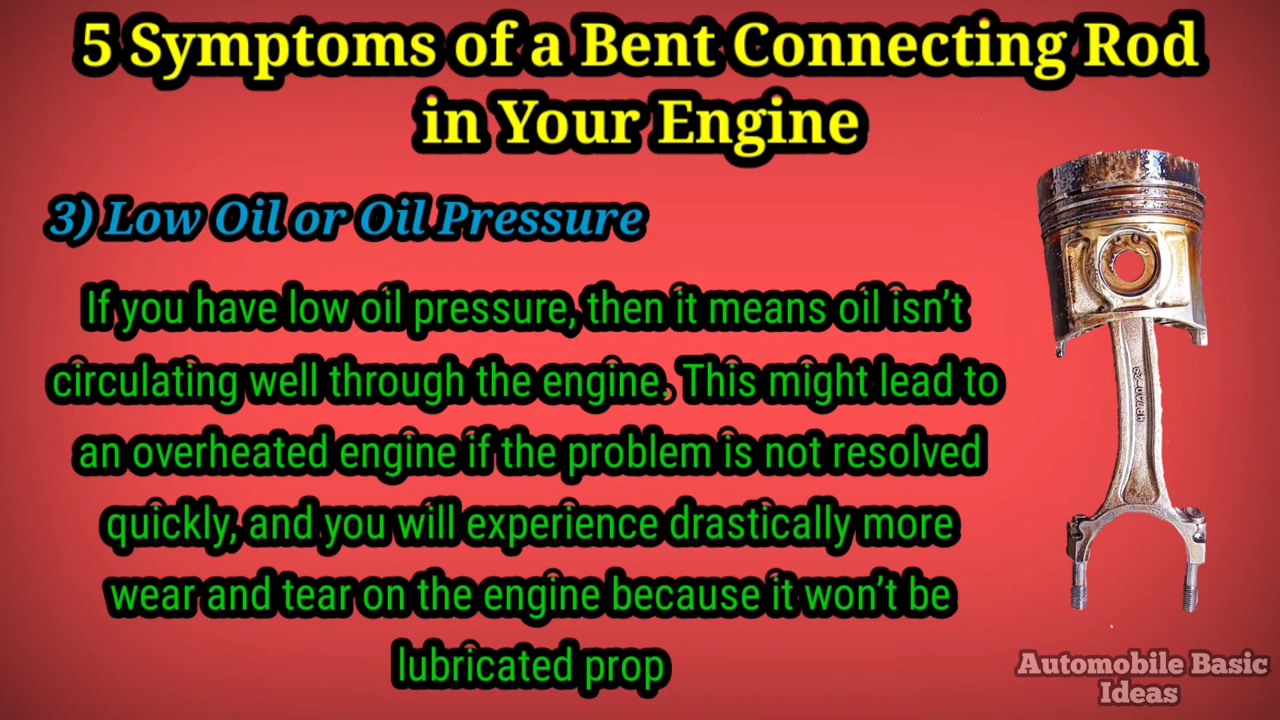 5 Symptoms of a Bent Connecting Rod
in Your Engine
3) Low Oil or Oil Pressure
If you have low oil pressure, then it means oil isn’t
circulating well through the engine. This might lead to
an overheated engine if the problem is not resolved
quickly, and you will experience drastically more
wear and tear on the engine because it won’t be
lubricated prop
Automobile Basic
Ideas